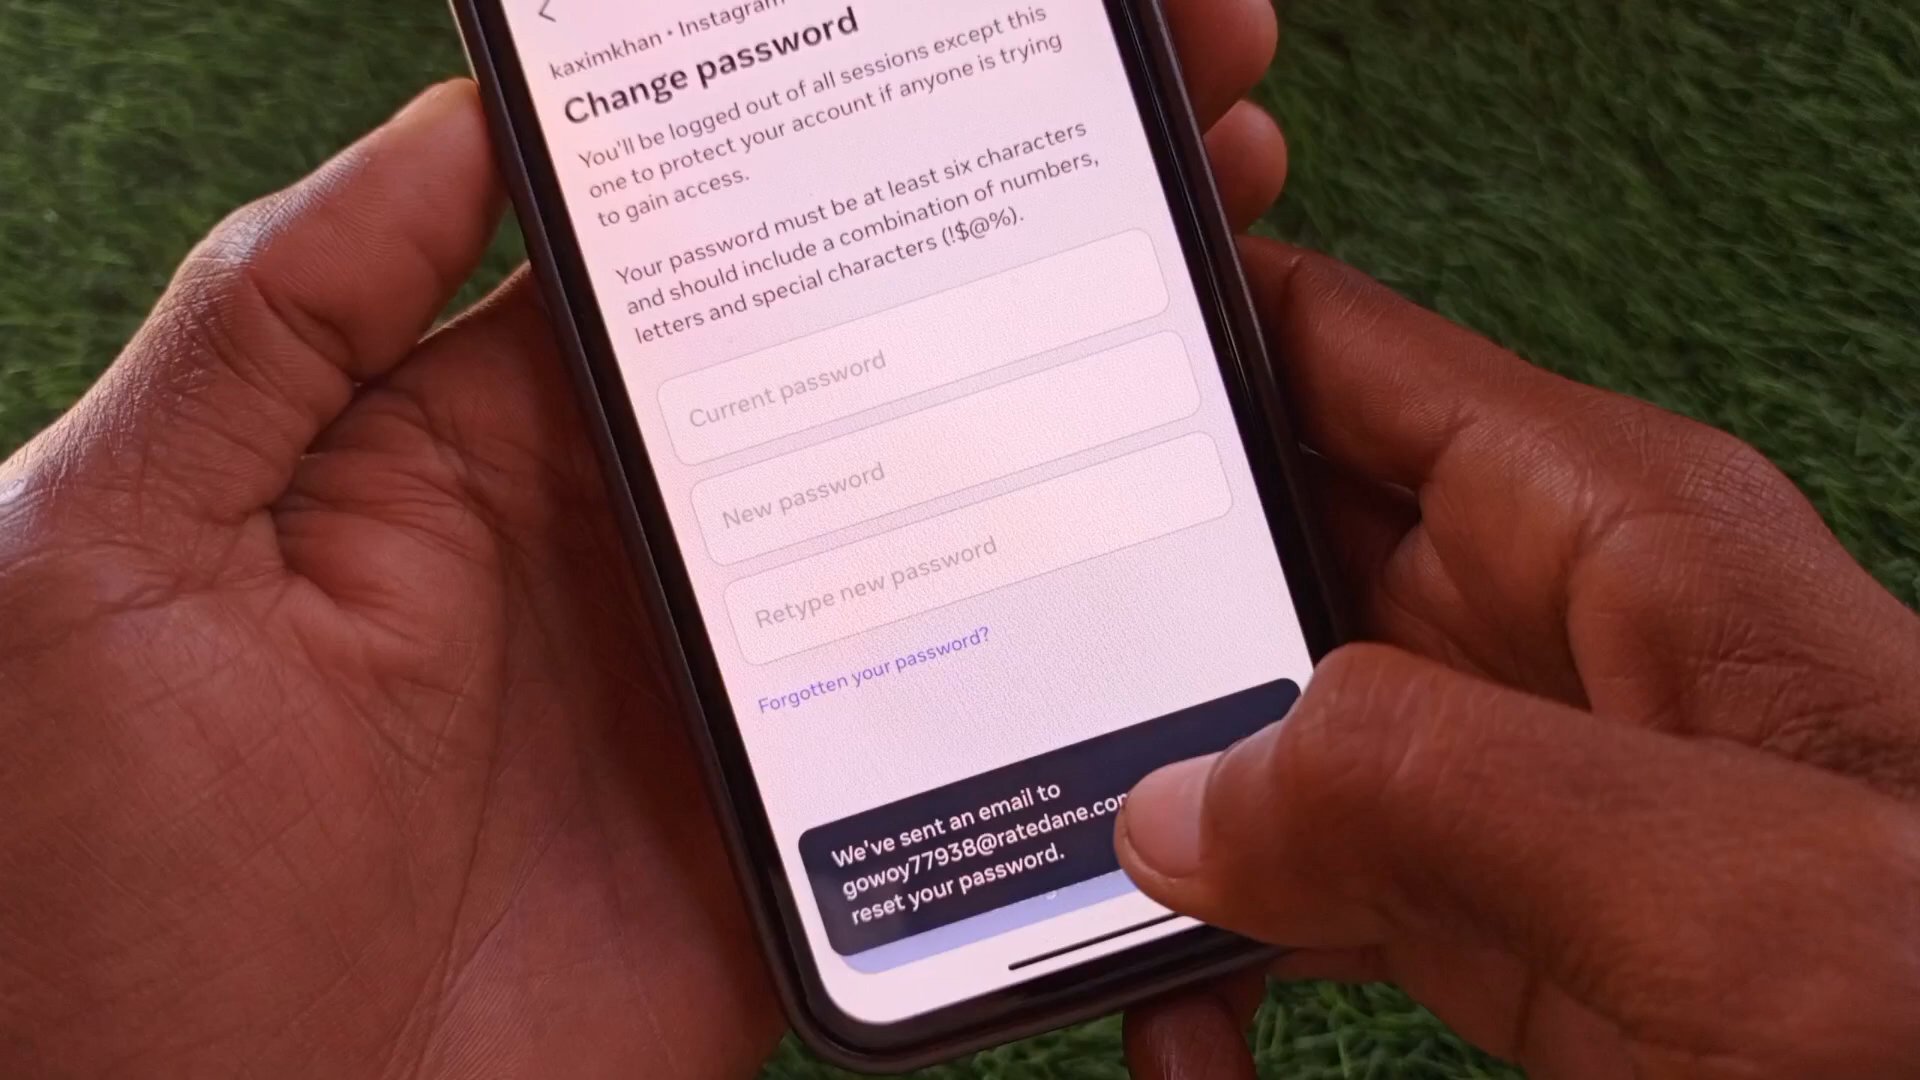 kaximkhan • Instagram
Change password
You'll be logged out of all sessions except this
one to protect your account if anyone is trying
to gain access.
Your password must be at least six characters
and should include a combination of numbers,
letters and special characters (!$@%).
Current password
New password
Retype new password
Forgotten your password?
We've sent an email to
gowoy77938@ratedane.com
reset your password.